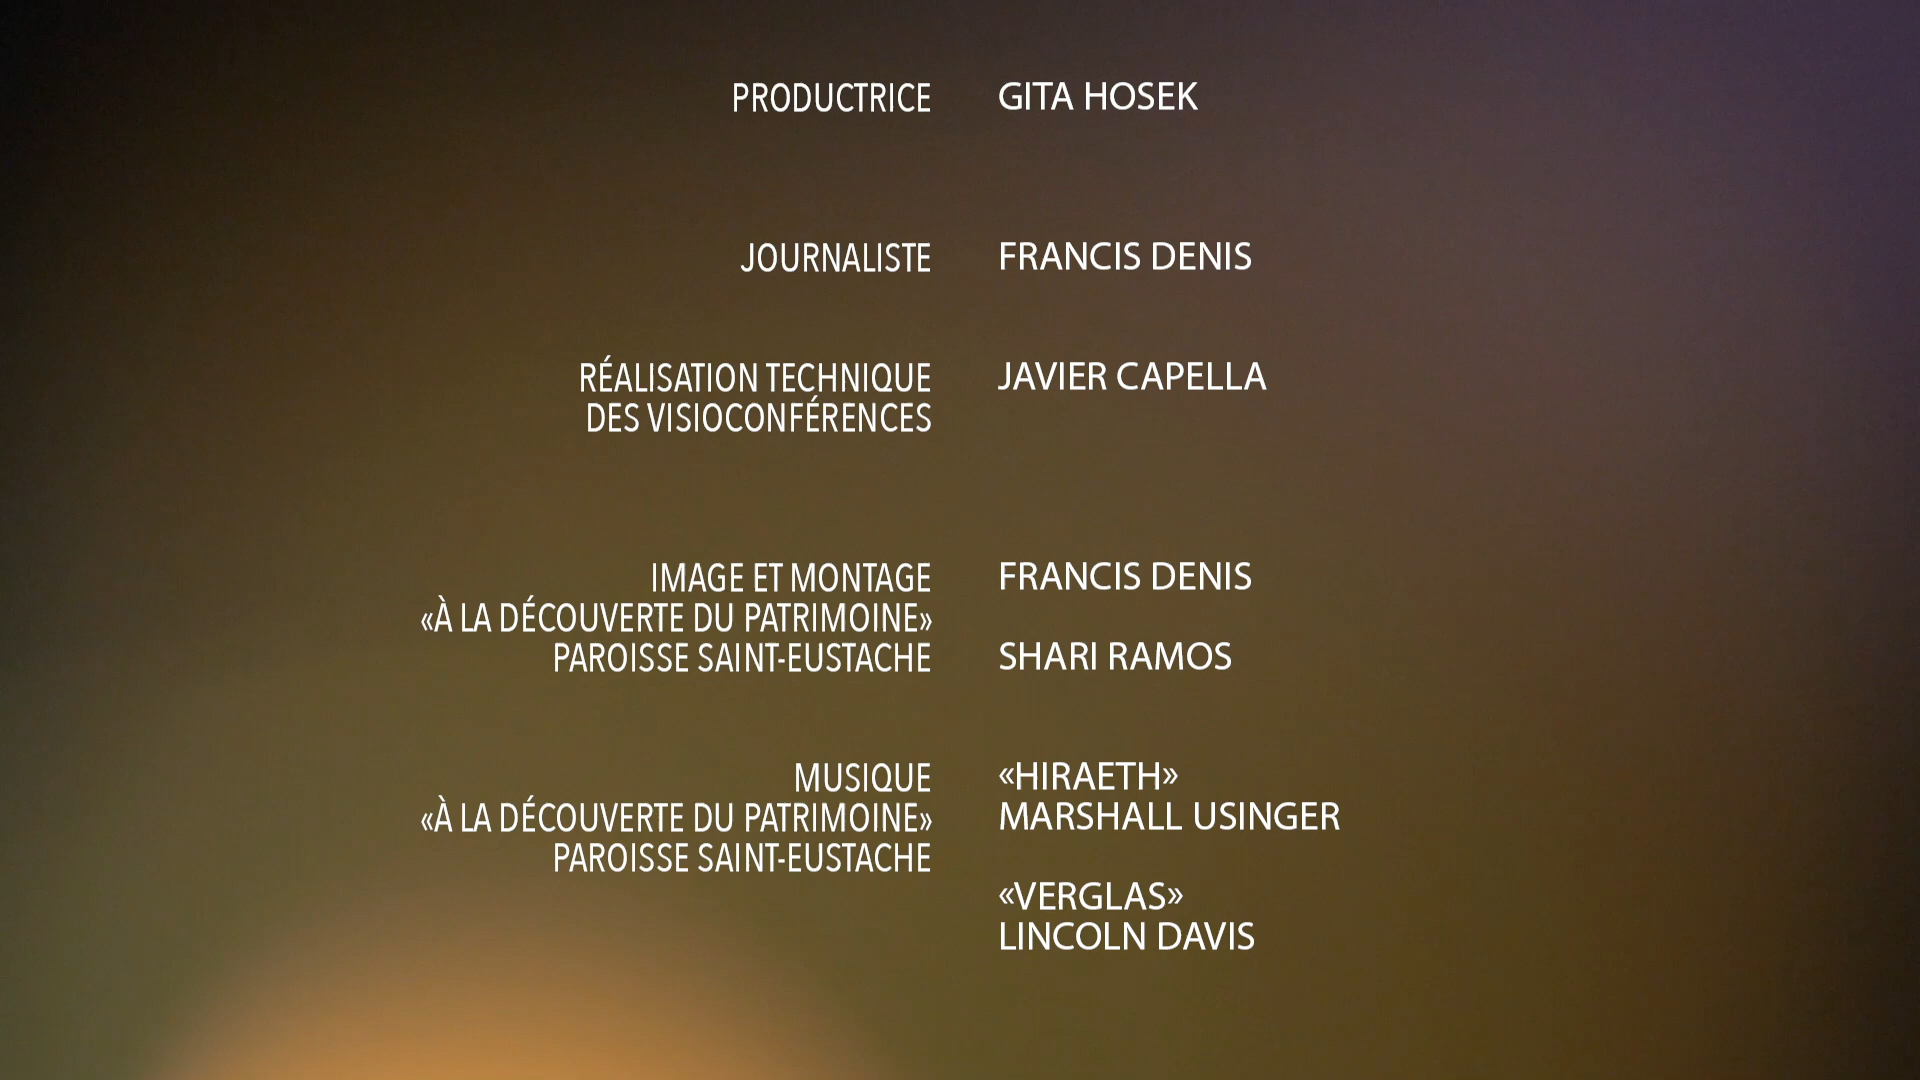 PRODUCTRICE GITA HOSEK
JOURNALISTE FRANCIS DENIS
RÉALISATION TECHNIQUE JAVIER CAPELLA
DES VISIOCONFÉRENCES
IMAGE ET MONTAGE FRANCIS DENIS
«À LA DÉCOUVERTE DU PATRIMOINE»
PAROISSE SAINT-EUSTACHE SHARI RAMOS
MUSIQUE «HIRAETH»
«À LA DÉCOUVERTE DU PATRIMOINE» MARSHALL USINGER
PAROISSE SAINT-EUSTACHE
«VERGLAS»
LINCOLN DAVIS